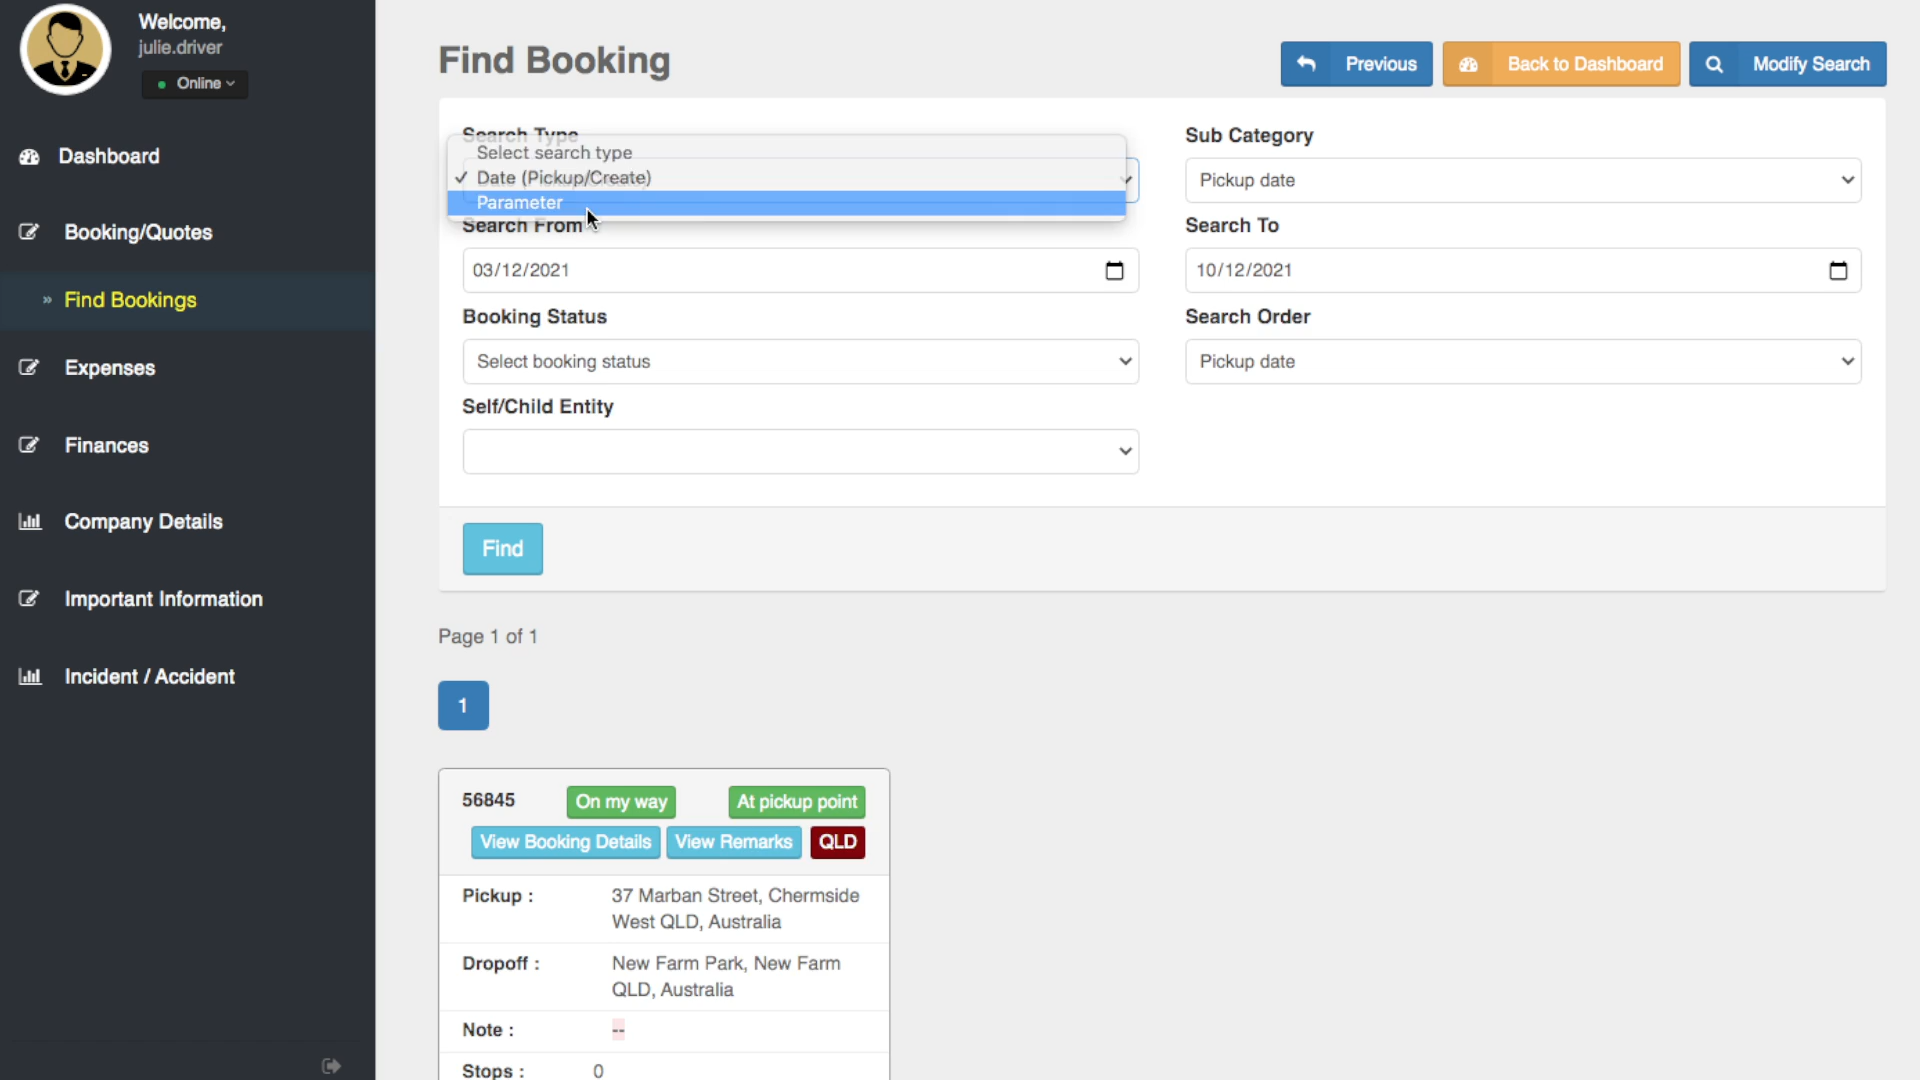 Welcome,
julie.driver
Online
Dashboard
Booking/Quotes
» Find Bookings
Expenses
Finances
Company Details
Important Information
Incident / Accident
Find Booking
Previous
Back to Dashboard
Modify Search
Search Type
Select search type
✓ Date (Pickup/Create)
Parameter
Sub Category
Pickup date
Search From
03/12/2021
Search To
10/12/2021
Booking Status
Select booking status
Search Order
Pickup date
Self/Child Entity
Find
Page 1 of 1
1
56845
On my way
At pickup point
View Booking Details
View Remarks
QLD
Pickup : 37 Marban Street, Chermside
West QLD, Australia
Dropoff : New Farm Park, New Farm
QLD, Australia
Note : --
Stops : 0